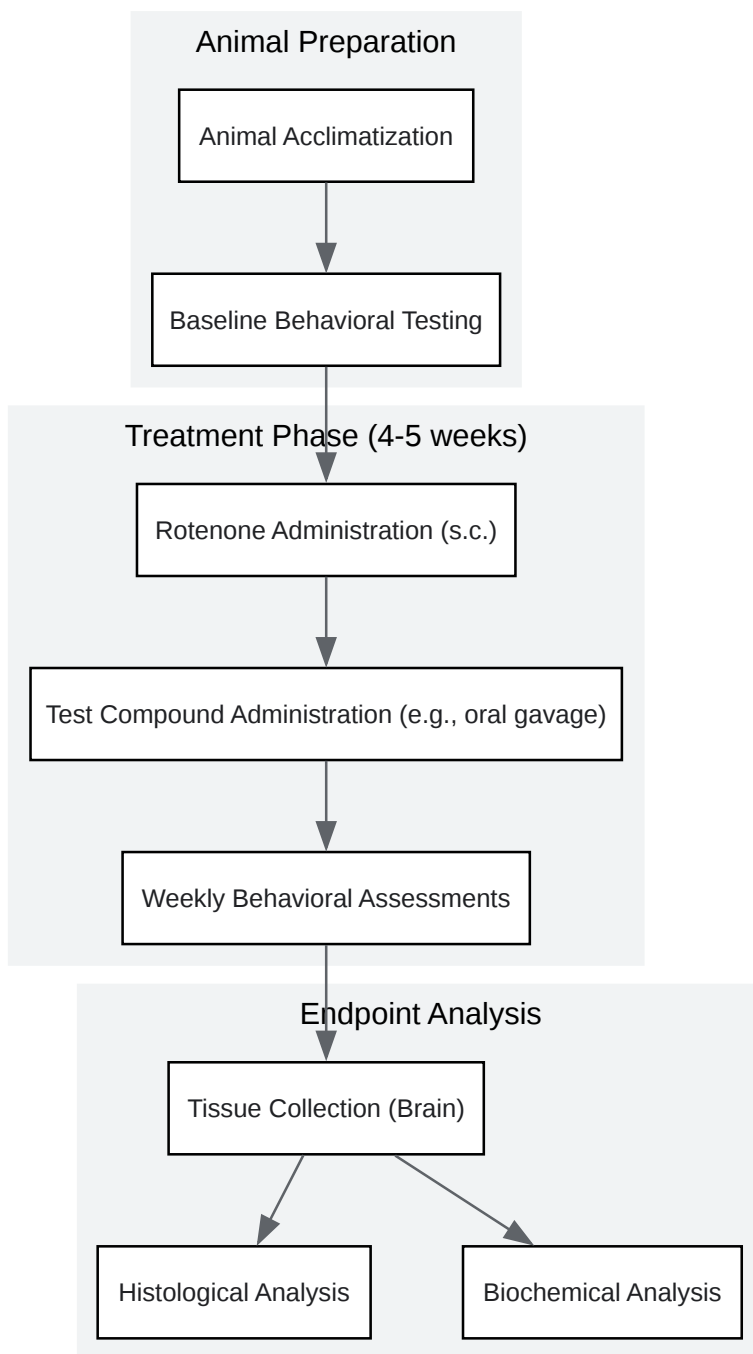 Animal Preparation
Animal Acclimatization
Baseline Behavioral Testing
Treatment Phase (4-5 weeks)
Rotenone Administration (s.c.)
Test Compound Administration (e.g., oral gavage)
Weekly Behavioral Assessments
Endpoint Analysis
Tissue Collection (Brain)
Histological Analysis
Biochemical Analysis